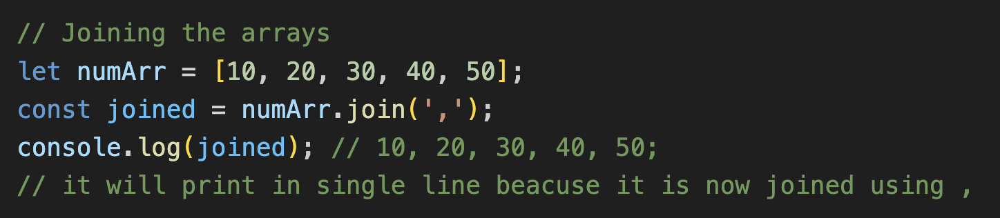 // Joining the arrays
let numArr = [10, 20, 30, 40, 50];
const joined = numArr.join(',');
console.log(joined); // 10, 20, 30, 40, 50;
// it will print in single line beacuse it is now joined using ,